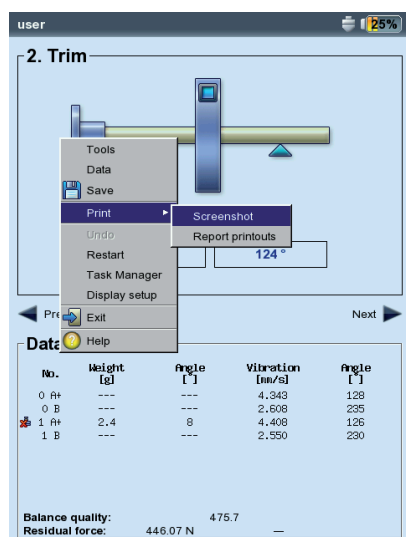 user 25%
2. Trim
Tools
Data
Save
Print
Screenshot
Undo
Report printouts
Restart
124 °
Task Manager
Display setup
Exit
Next
Help
Data
No. Weight [g] Angle [°] Vibration [mm/s] Angle [°]
0 A+ --- --- 4.343 128
0 B --- --- 2.608 235
1 A+ 2.4 8 4.408 126
1 B --- --- 2.550 230
Balance quality: 475.7
Residual force: 446.07 N —